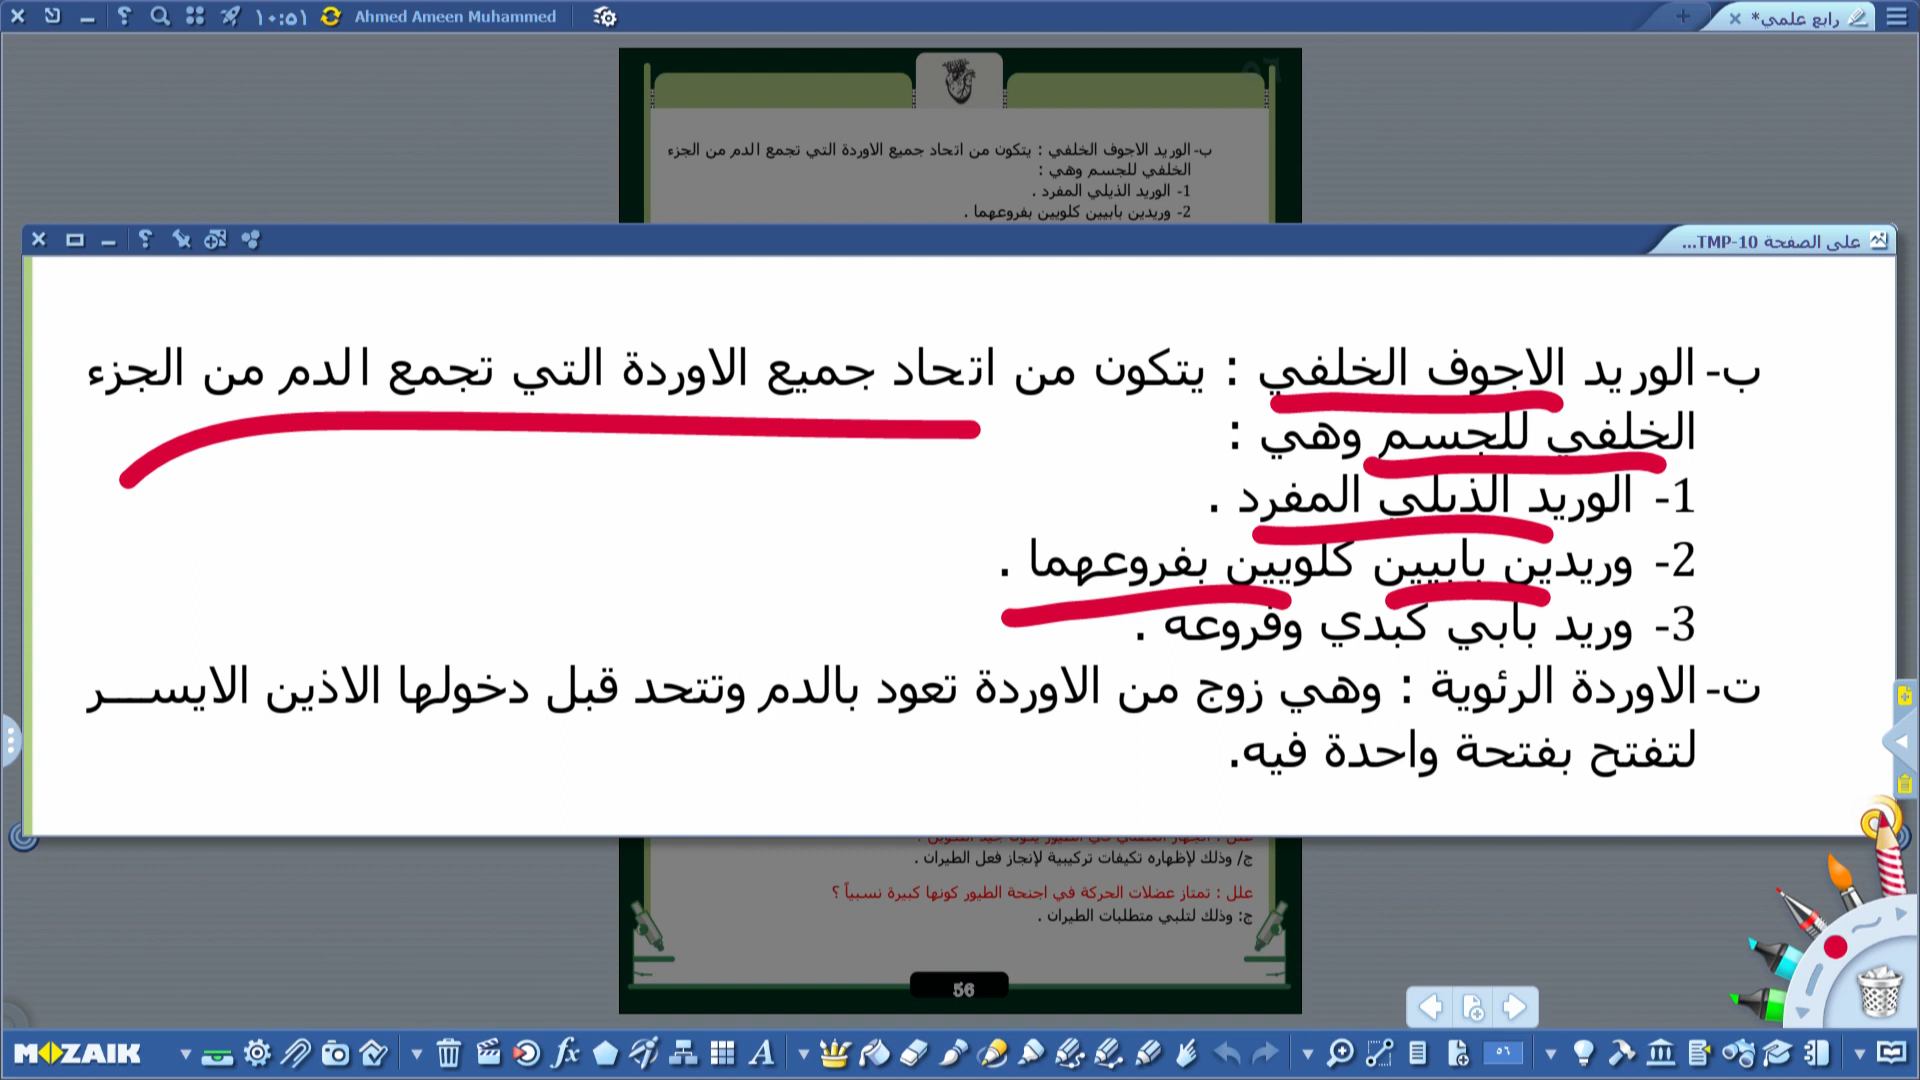 Ahmed Ameen Muhammed
١٠:٥١
رابع علمي*
ب- الوريد الاجوف الخلفي : يتكون من اتحاد جميع الاوردة التي تجمع الدم من الجزء
الخلفي للجسم وهي :
1- الوريد الذيلي المفرد .
2- وريدين بابيين كلويين بفروعهما .
على الصفحة TMP-10...
ب- الوريد الاجوف الخلفي : يتكون من اتحاد جميع الاوردة التي تجمع الدم من الجزء
الخلفي للجسم وهي :
1- الوريد الذيلي المفرد .
2- وريدين بابيين كلويين بفروعهما .
3- وريد بابي كبدي وفروعه .
ت- الاوردة الرئوية : وهي زوج من الاوردة تعود بالدم وتتحد قبل دخولها الاذين الايســـر
لتفتح بفتحة واحدة فيه.
ج/ وذلك لإظهاره تكيفات تركيبية لإنجاز فعل الطيران .
علل : تمتاز عضلات الحركة في اجنحة الطيور كونها كبيرة نسبياً ؟
ج: وذلك لتلبي متطلبات الطيران .
56
MOZAIK
٥٦